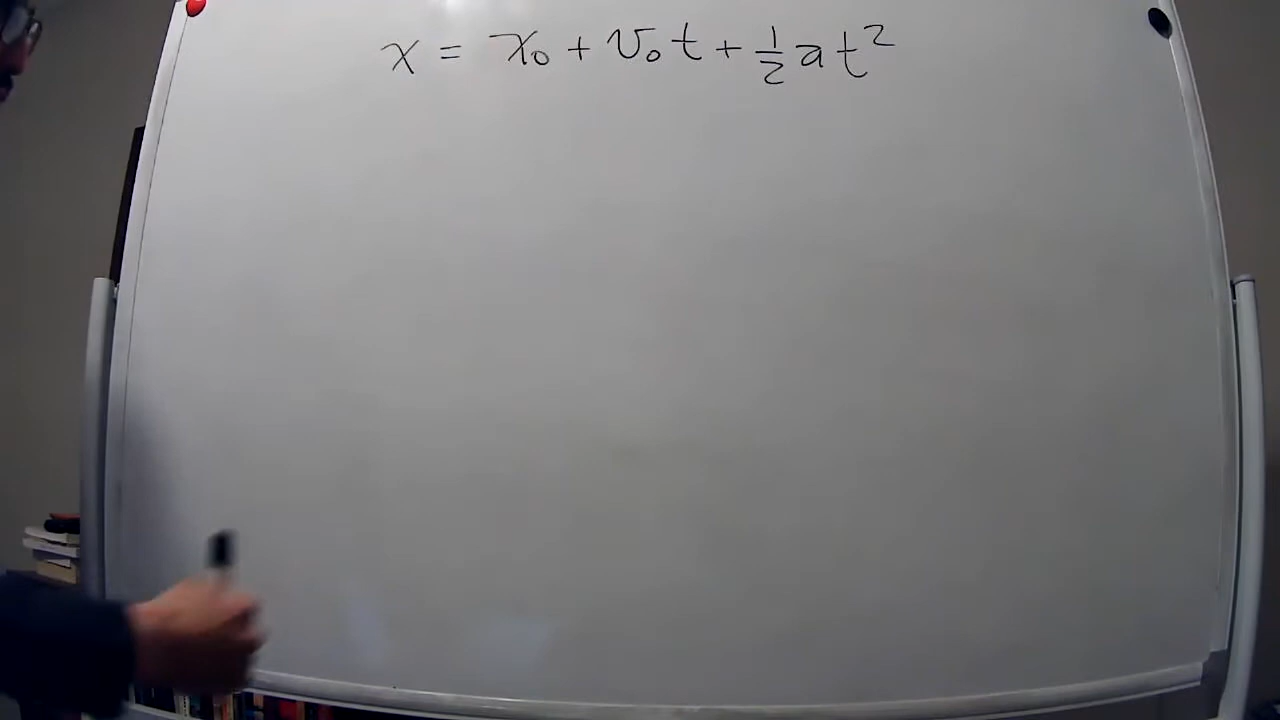 x = x₀ + v₀t + ½at²